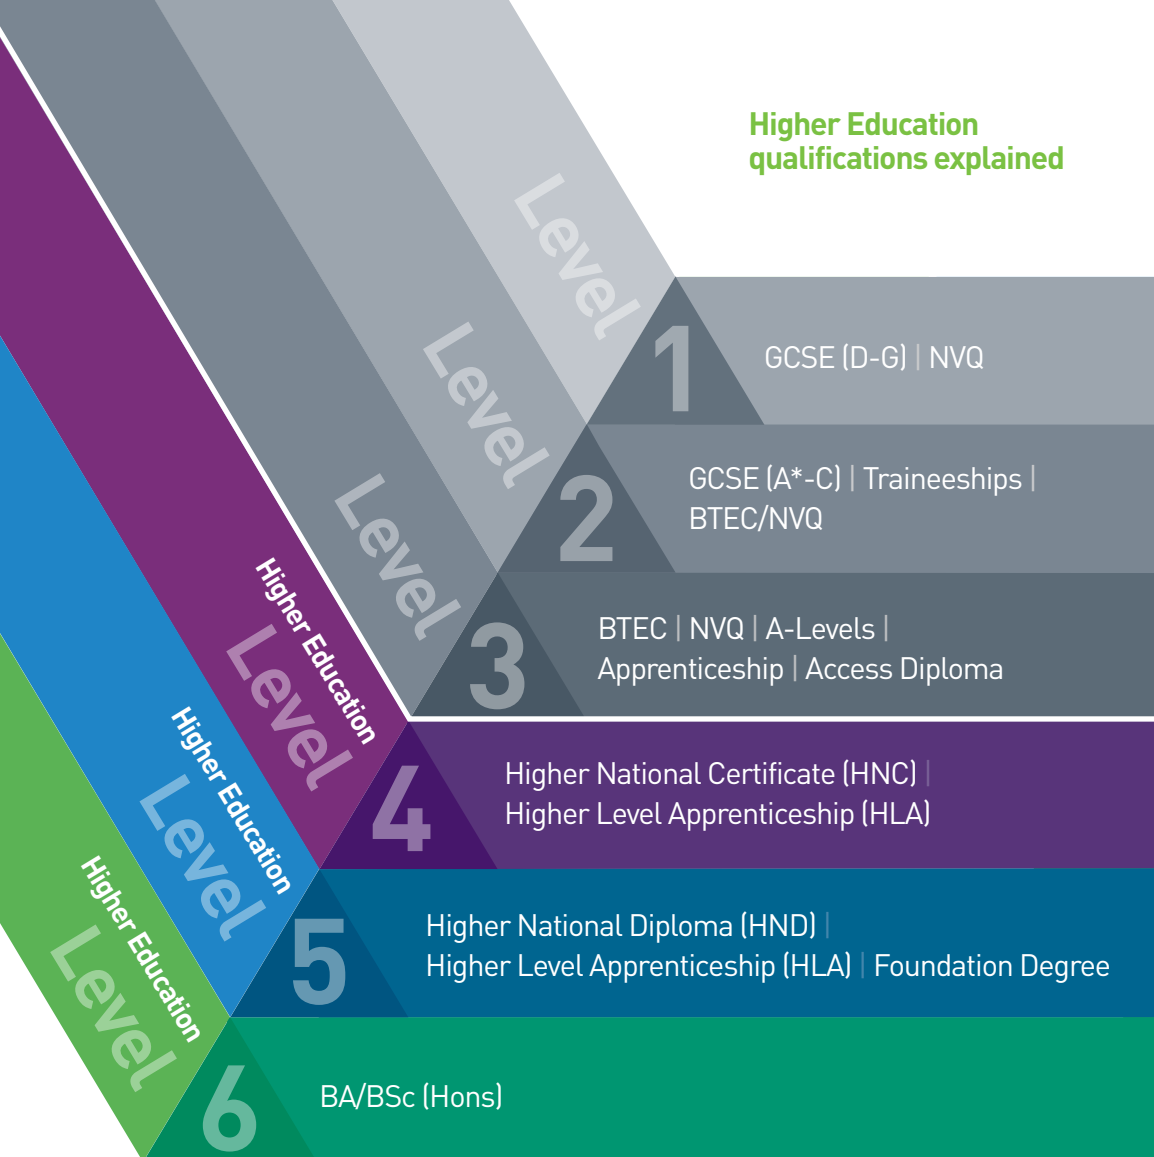 Higher Education
qualifications explained
Level
1
GCSE (D-G) | NVQ
Level
2
GCSE (A*-C) | Traineeships |
BTEC/NVQ
Level
3
BTEC | NVQ | A-Levels |
Apprenticeship | Access Diploma
Higher Education
Level
4
Higher National Certificate (HNC) |
Higher Level Apprenticeship (HLA)
Higher Education
Level
5
Higher National Diploma (HND) |
Higher Level Apprenticeship (HLA) | Foundation Degree
Higher Education
Level
6
BA/BSc (Hons)